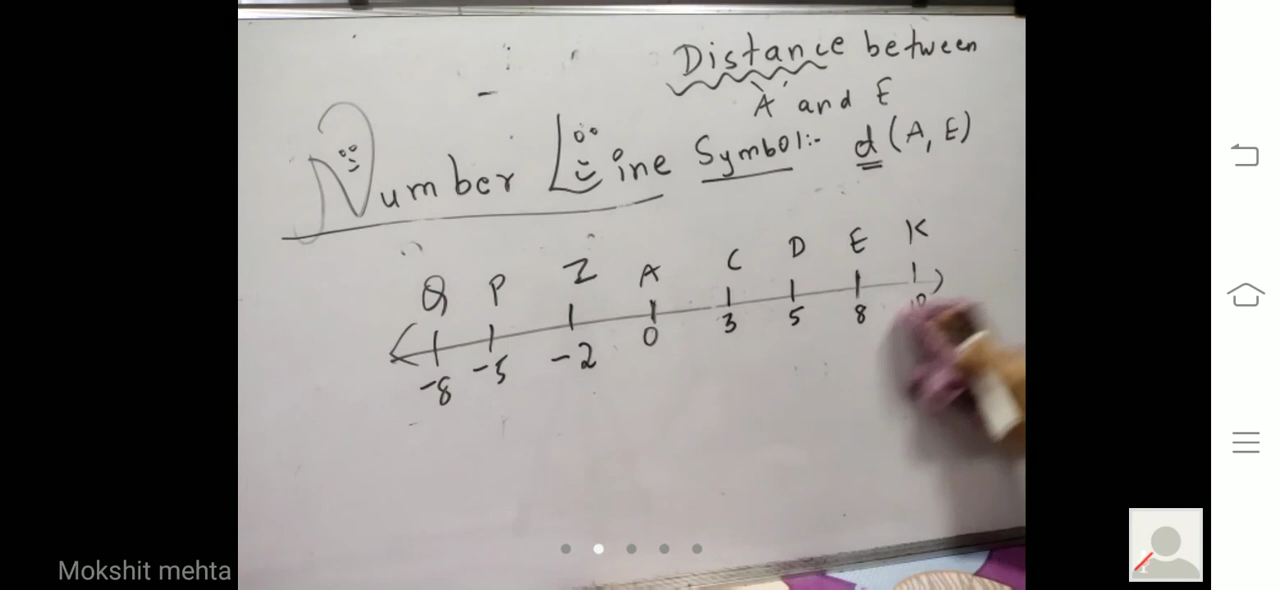 Distance between
A and E
Number Line Symbol:- d (A, E)
Q P Z A C D E K
-8 -5 -2 0 3 5 8
Mokshit mehta